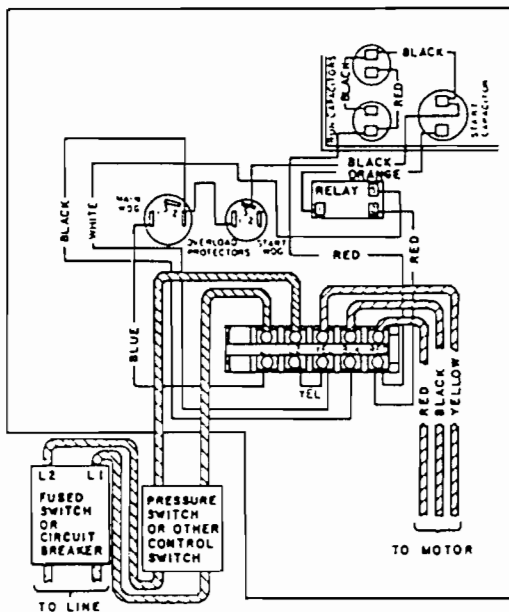 BLACK
BLACK
RED
RUN CAPACITORS
START
CAPACITOR
BLACK
ORANGE
RELAY
MAIN
WDG
OVERLOAD
PROTECTORS
START
WDG
BLACK
WHITE
RED
RED
BLUE
YEL
RED
BLACK
YELLOW
L2 L1
FUSED
SWITCH
OR
CIRCUIT
BREAKER
PRESSURE
SWITCH
OR OTHER
CONTROL
SWITCH
TO LINE
TO MOTOR